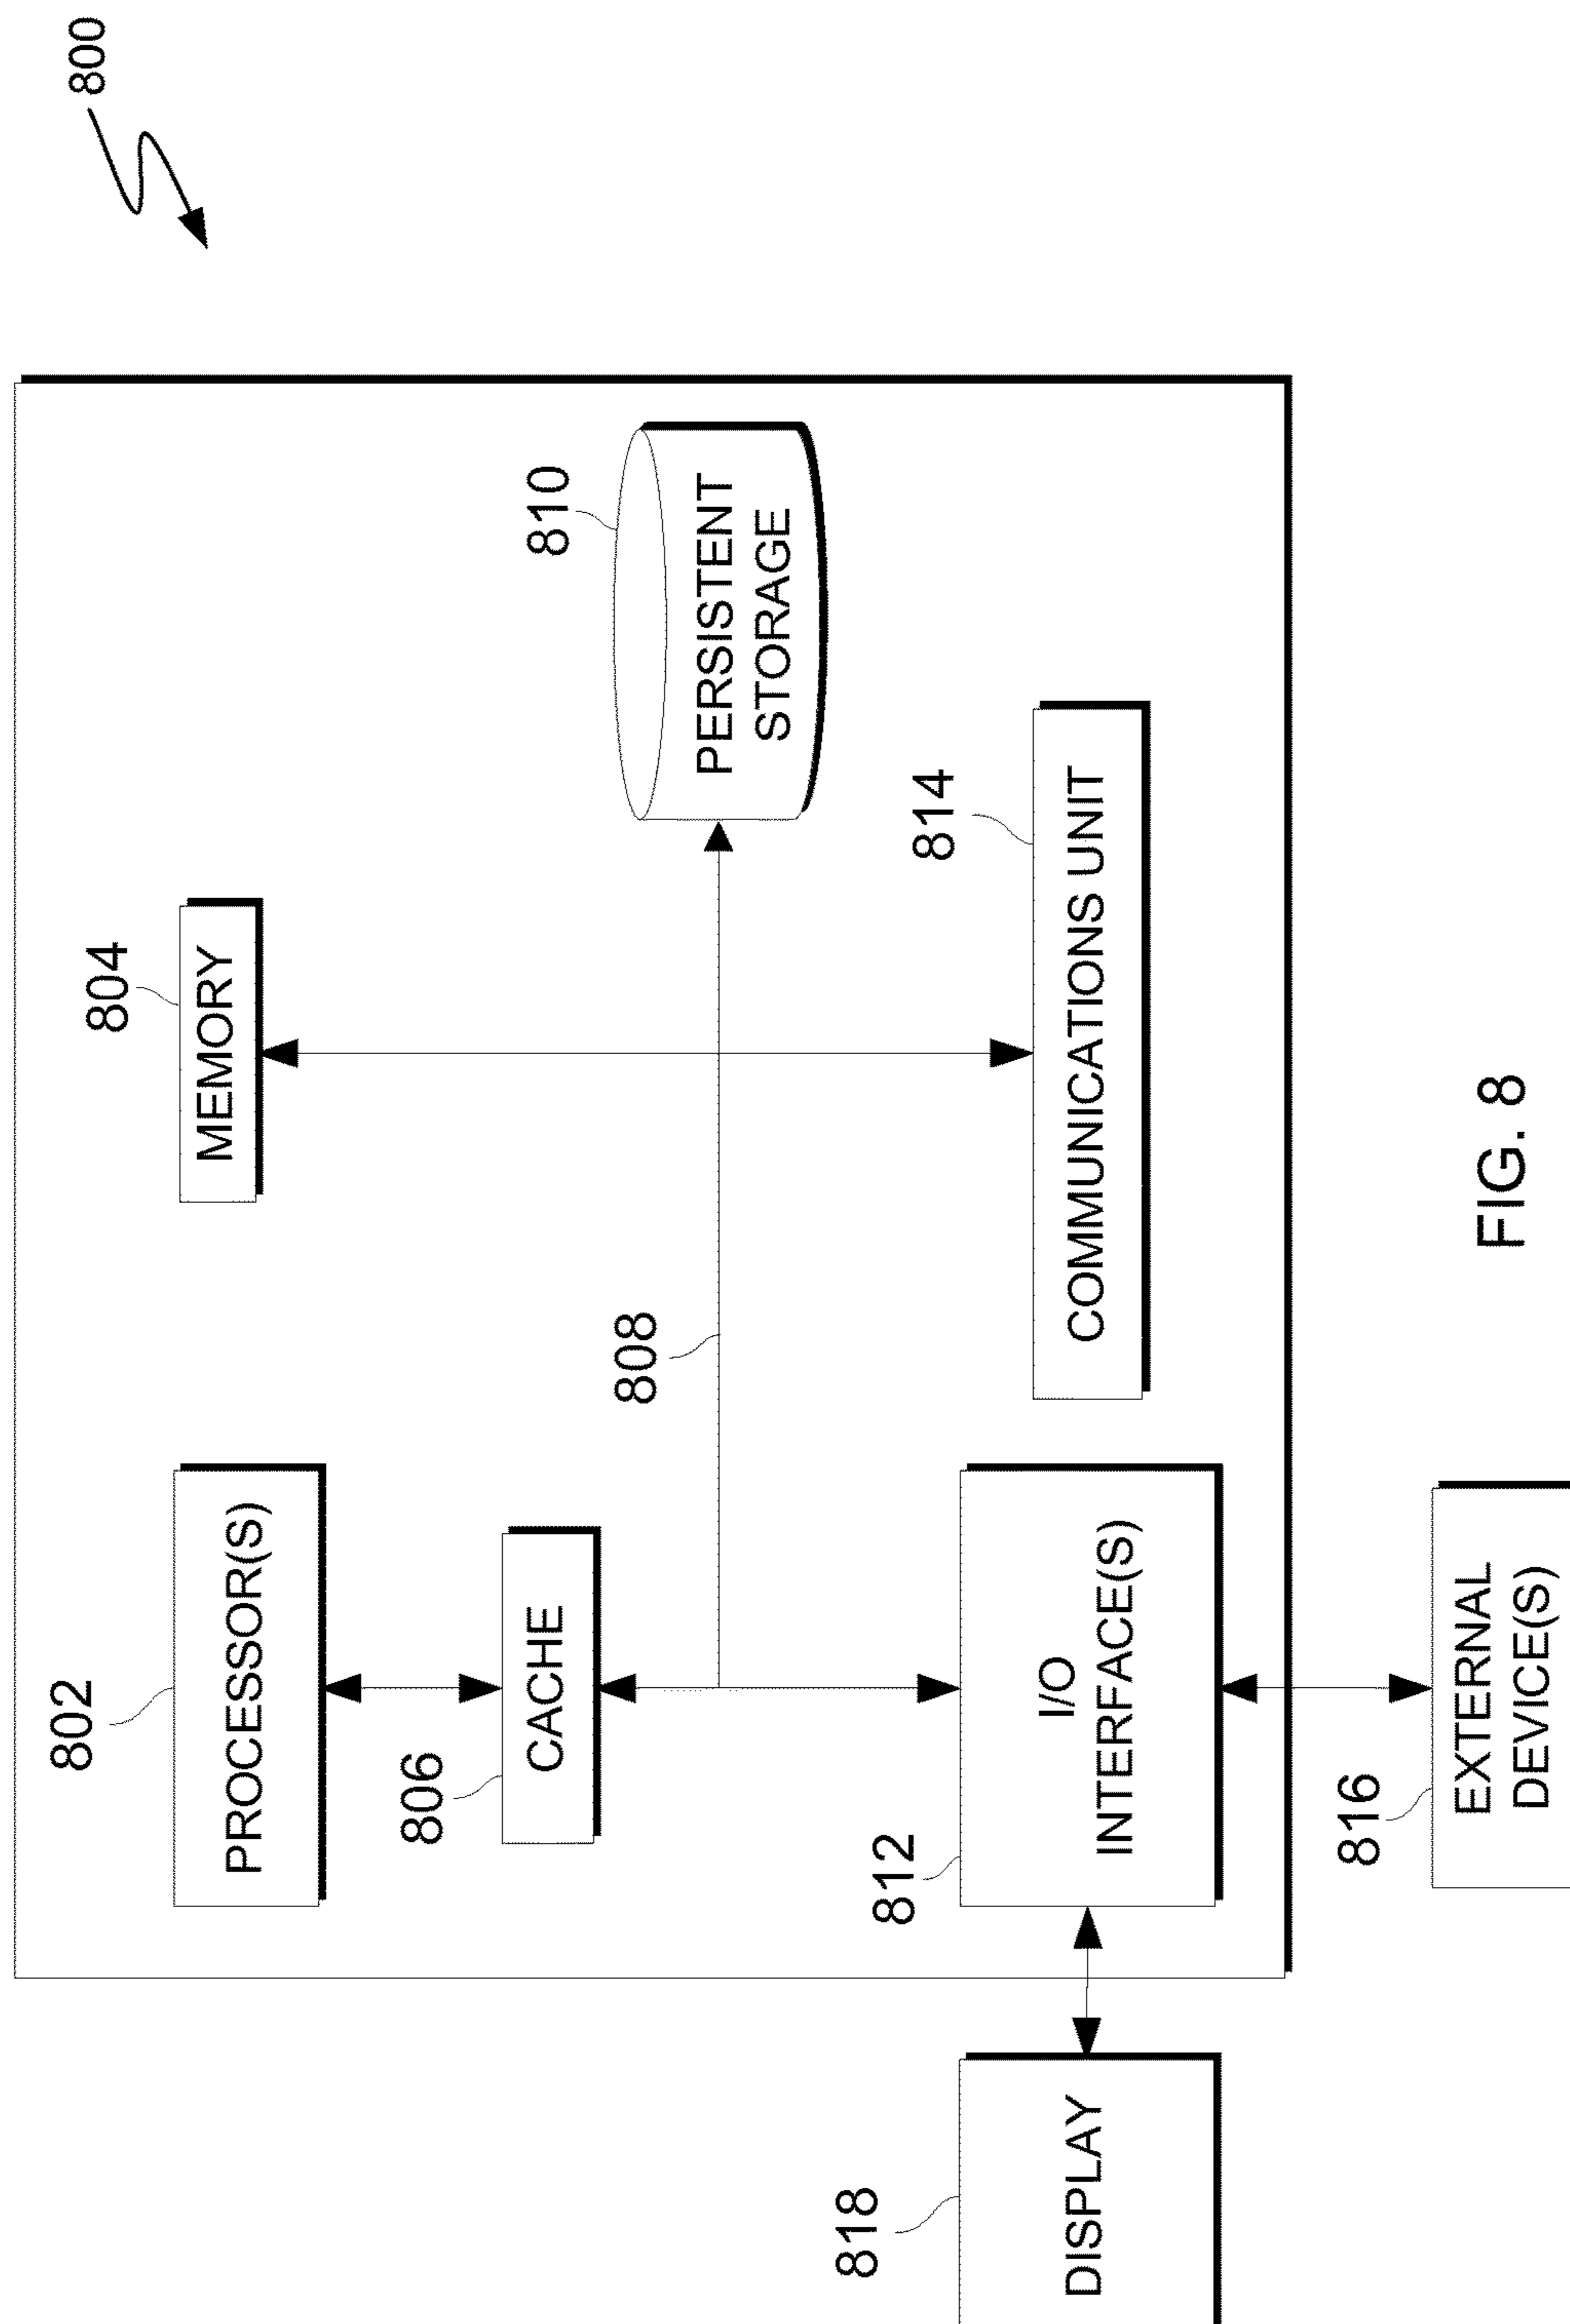 800
802
PROCESSOR(S)
804
MEMORY
806
CACHE
808
810
PERSISTENT
STORAGE
812
I/O
INTERFACE(S)
814
COMMUNICATIONS UNIT
818
DISPLAY
816
EXTERNAL
DEVICE(S)
FIG. 8